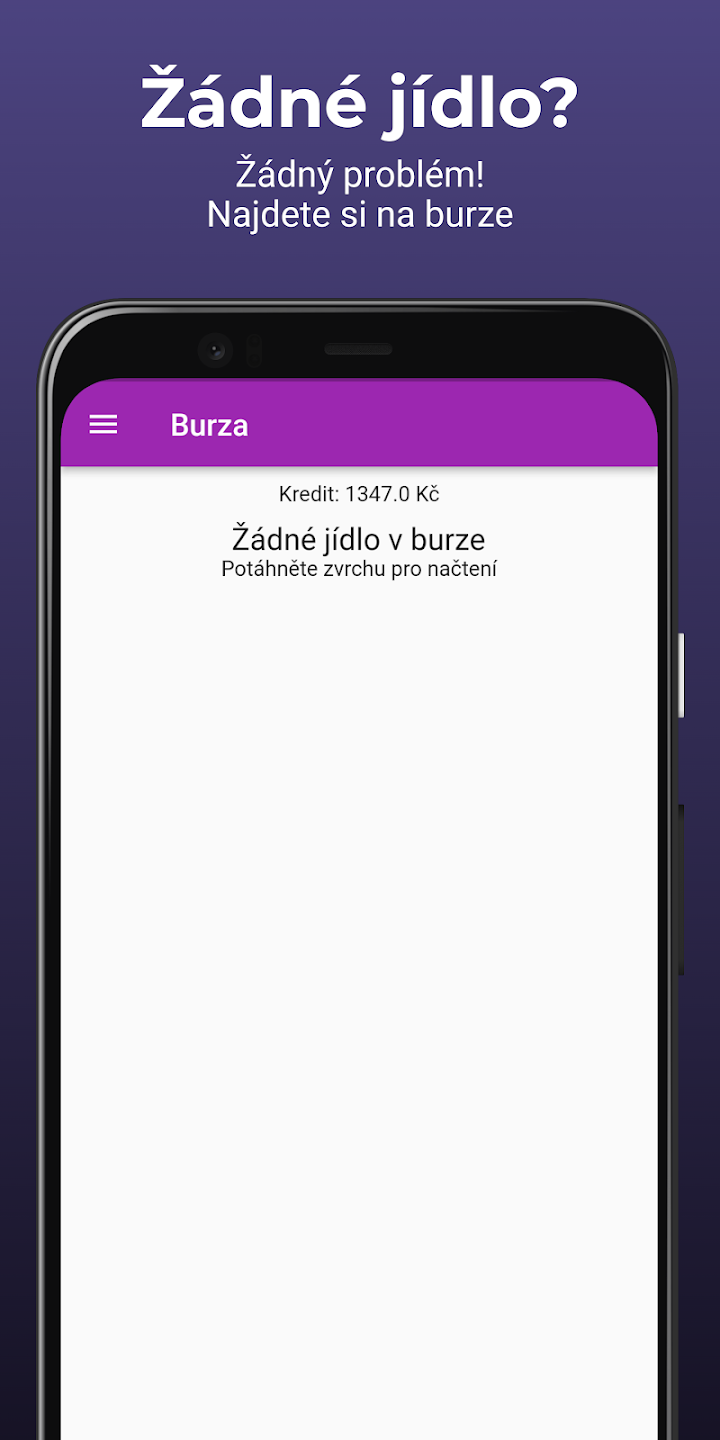 Žádné jídlo?
Žádný problém!
Najdete si na burze
Burza
Kredit: 1347.0 Kč
Žádné jídlo v burze
Potáhněte zvrchu pro načtení